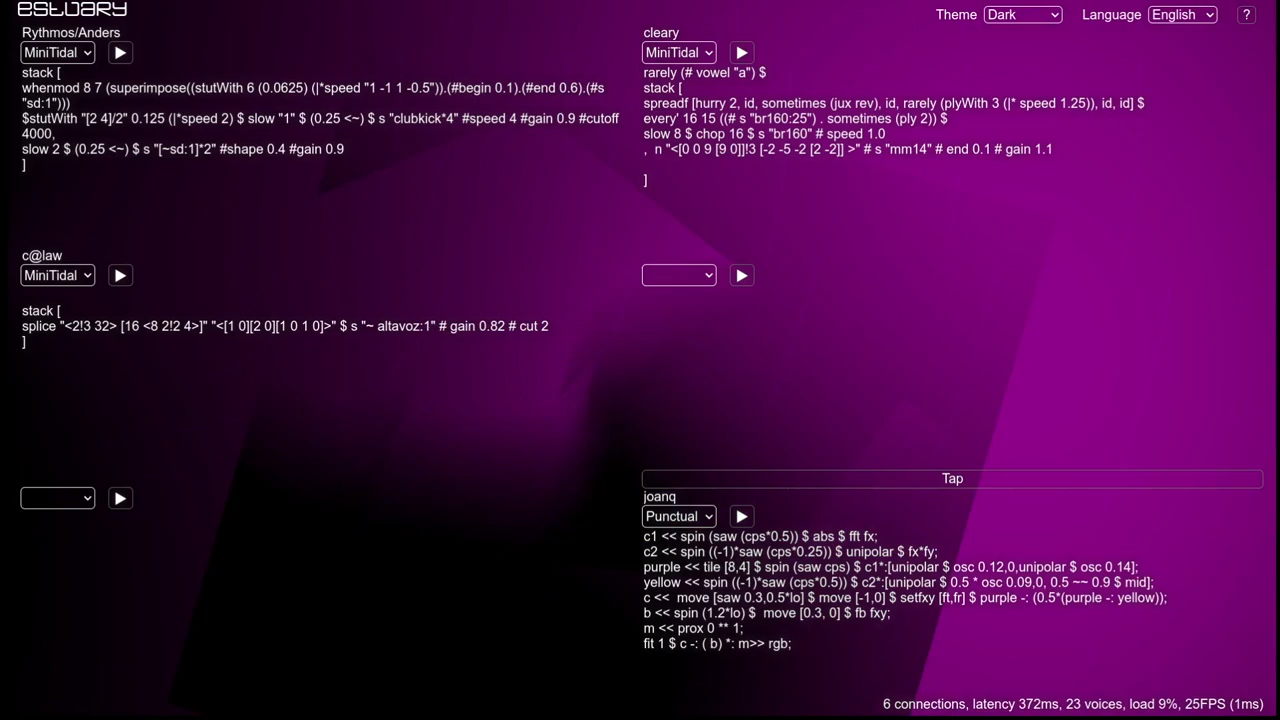 estuary
Theme Dark Language English ?
Rythmos/Anders
MiniTidal
stack [
whenmod 8 7 (superimpose((stutWith 6 (0.0625) (|*speed "1 -1 1 -0.5")).(#begin 0.1).(#end 0.6).(#s
"sd:1")))
$stutWith "[2 4]/2" 0.125 (|*speed 2) $ slow "1" $ (0.25 <~) $ s "clubkick*4" #speed 4 #gain 0.9 #cutoff
4000,
slow 2 $ (0.25 <~) $ s "[~sd:1]*2" #shape 0.4 #gain 0.9
]
cleary
MiniTidal
rarely (# vowel "a") $
stack [
spreadf [hurry 2, id, sometimes (jux rev), id, rarely (plyWith 3 (|* speed 1.25)), id, id] $
every' 16 15 ((# s "br160:25") . sometimes (ply 2)) $
slow 8 $ chop 16 $ s "br160" # speed 1.0
, n "<[0 0 9 [9 0]]!3 [-2 -5 -2 [2 -2]] >" # s "mm14" # end 0.1 # gain 1.1
]
c@law
MiniTidal
stack [
splice "<2!3 32> [16 <8 2!2 4>]" "<[1 0][2 0][1 0 1 0]>" $ s "~ altavoz:1" # gain 0.82 # cut 2
]
Tap
joanq
Punctual
c1 << spin (saw (cps*0.5)) $ abs $ fft fx;
c2 << spin ((-1)*saw (cps*0.25)) $ unipolar $ fx*fy;
purple << tile [8,4] $ spin (saw cps) $ c1*:[unipolar $ osc 0.12,0,unipolar $ osc 0.14];
yellow << spin ((-1)*saw (cps*0.5)) $ c2*:[unipolar $ 0.5 * osc 0.09,0, 0.5 ~~ 0.9 $ mid];
c << move [saw 0.3,0.5*lo] $ move [-1,0] $ setfxy [ft,fr] $ purple -: (0.5*(purple -: yellow));
b << spin (1.2*lo) $ move [0.3, 0] $ fb fxy;
m << prox 0 ** 1;
fit 1 $ c -: ( b) *: m>> rgb;
6 connections, latency 372ms, 23 voices, load 9%, 25FPS (1ms)